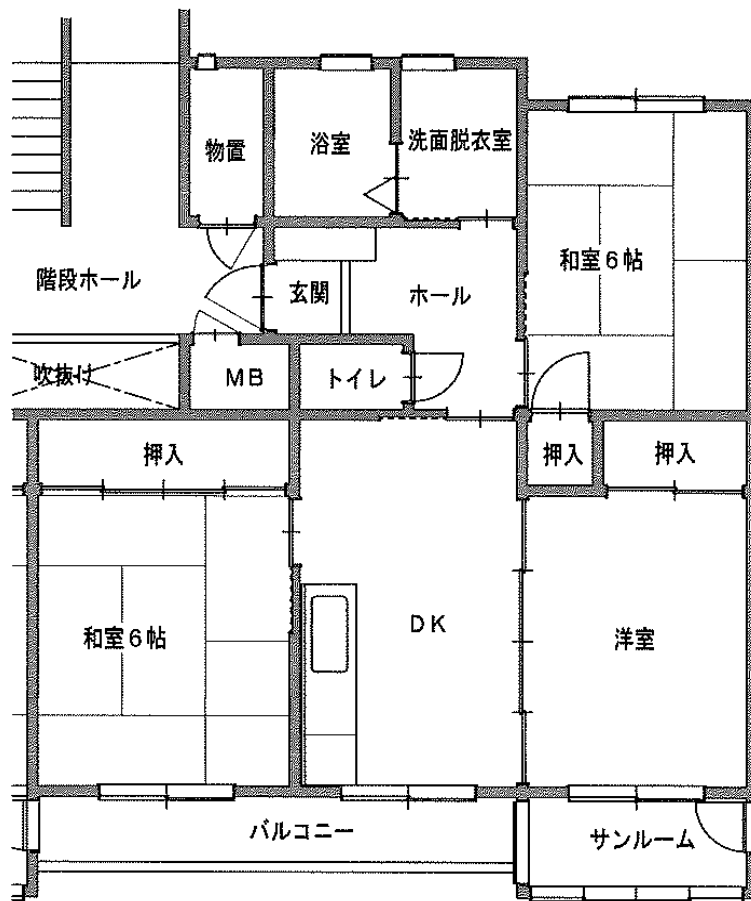 物置
浴室
洗面脱衣室
和室6帖
階段ホール
玄関
ホール
吹抜付
MB
トイレ
押入
押入
押入
和室6帖
DK
洋室
バルコニー
サンルーム